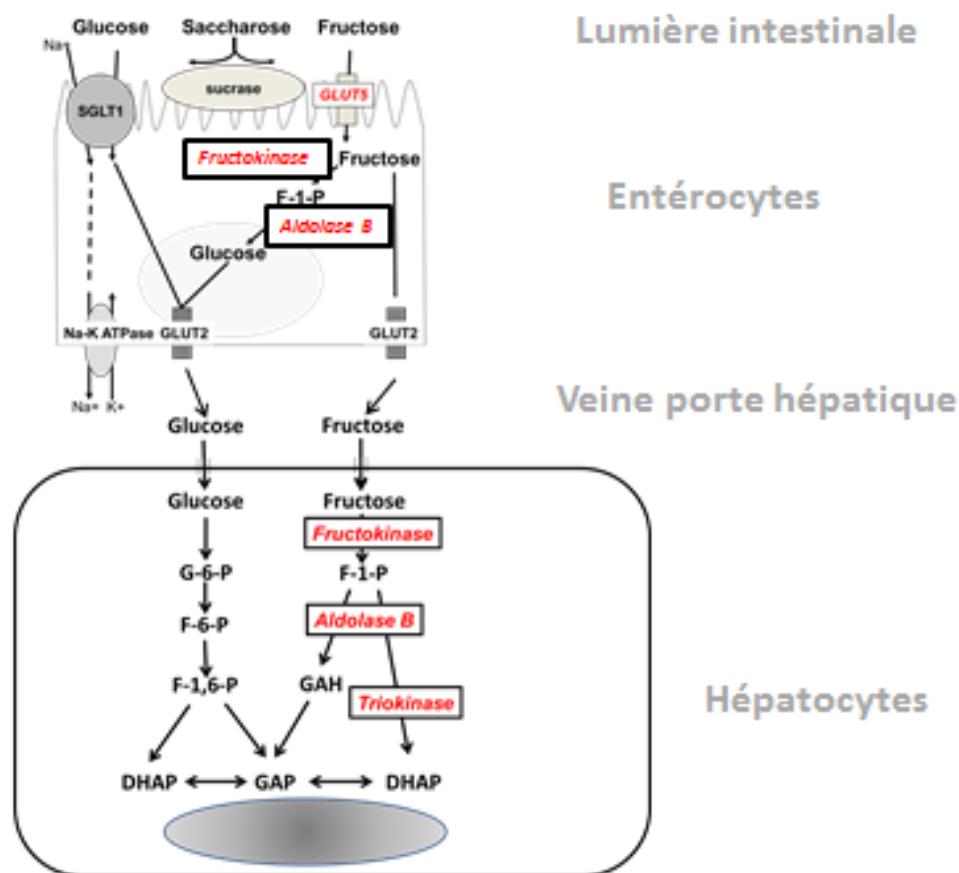 Glucose Saccharose Fructose
Lumière intestinale
Na+
sucrase
GLUT5
SGLT1
Fructokinase
Fructose
F-1-P
Entérocytes
Aldolase B
Glucose
Na-K ATPase GLUT2
GLUT2
Na+ K+
Veine porte hépatique
Glucose
Fructose
Glucose
Fructose
Fructokinase
G-6-P
F-1-P
F-6-P
Aldolase B
F-1,6-P
GAH
Triokinase
Hépatocytes
DHAP
GAP
DHAP